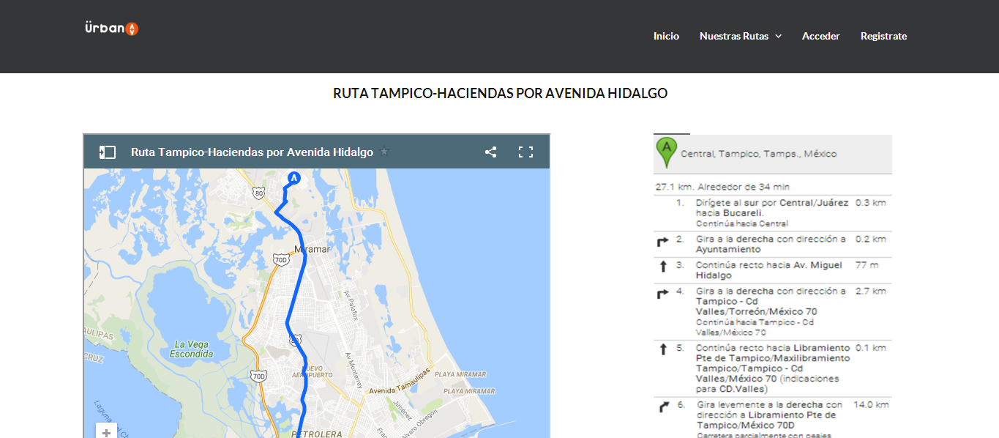 Ürban
Inicio
Nuestras Rutas
Acceder
Registrate
RUTA TAMPICO-HACIENDAS POR AVENIDA HIDALGO
Ruta Tampico-Haciendas por Avenida Hidalgo
A
80
Miramar
70D
Av Palafox
AULIPAS
CRUZ
La Vega
Escondida
Av Monterrey
70D
NUEVO
AEROPUERTO
PLAYA MIRAMAR
Avenida Tamaulipas
PLAYA MIRAMAR
Jiménez
Alvaro Obregon
Laguna
PETROLERA
+
A
Central, Tampico, Tamps., México
27.1 km. Alrededor de 34 min
1. Dirígete al sur por Central/Juárez 0.3 km
hacia Bucareli.
Continúa hacia Central
2. Gira a la derecha con dirección a 0.2 km
Ayuntamiento
3. Continúa recto hacia Av. Miguel 77 m
Hidalgo
4. Gira a la derecha con dirección a 2.7 km
Tampico - Cd
Valles/Torreón/México 70
Continúa hacia Tampico - Cd
Valles/México 70
5. Continúa recto hacia Libramiento 0.1 km
Pte de Tampico/Maxilibramiento
Tampico/Tampico - Cd
Valles/México 70 (indicaciones
para CD.Valles)
6. Gira levemente a la derecha con 14.0 km
dirección a Libramiento Pte de
Tampico/México 70D
Carretera parcialmente con peajes